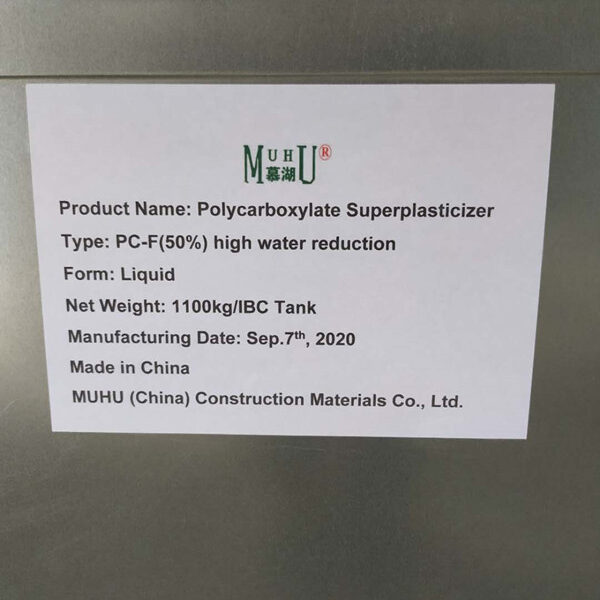 MUHU®
慕湖
Product Name: Polycarboxylate Superplasticizer
Type: PC-F(50%) high water reduction
Form: Liquid
Net Weight: 1100kg/IBC Tank
Manufacturing Date: Sep.7th, 2020
Made in China
MUHU (China) Construction Materials Co., Ltd.